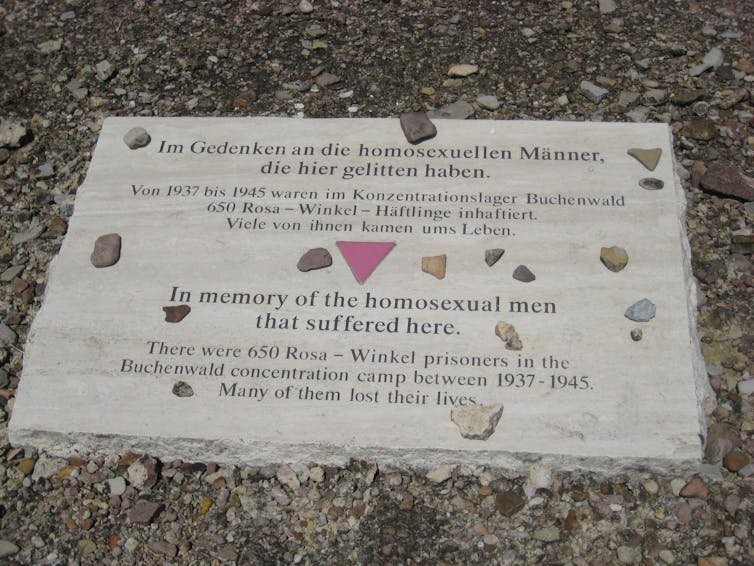 Im Gedenken an die homosexuellen Männer,
die hier gelitten haben.
Von 1937 bis 1945 waren im Konzentrationslager Buchenwald
650 Rosa – Winkel – Häftlinge inhaftiert.
Viele von ihnen kamen ums Leben.
In memory of the homosexual men
that suffered here.
There were 650 Rosa – Winkel prisoners in the
Buchenwald concentration camp between 1937 - 1945.
Many of them lost their lives.